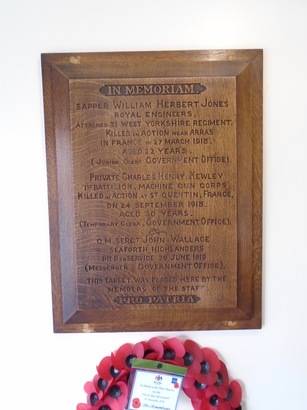 IN MEMORIAM.
SAPPER WILLIAM HERBERT JONES
ROYAL ENGINEERS.
ATTACHED 21 WEST YORKSHIRE REGIMENT.
KILLED IN ACTION NEAR ARRAS
IN FRANCE ON 27 MARCH 1918.
AGED 22 YEARS.
(JUNIOR CLERK GOVERNMENT OFFICE).
PRIVATE CHARLES HENRY HEWLEY
1ST BATTALION, MACHINE GUN CORPS
KILLED IN ACTION AT ST QUENTIN, FRANCE,
ON 24 SEPTEMBER 1918.
AGED 20 YEARS.
(TEMPORARY CLERK, GOVERNMENT OFFICE).
Q.M. SERGT JOHN WALLACE
SEAFORTH HIGHLANDERS
DIED ON SERVICE 20 JUNE 1919
(MESSENGER GOVERNMENT OFFICE).
THIS TABLET WAS PLACED HERE BY THE
MEMBERS OF THE STAFF.
PRO PATRIA